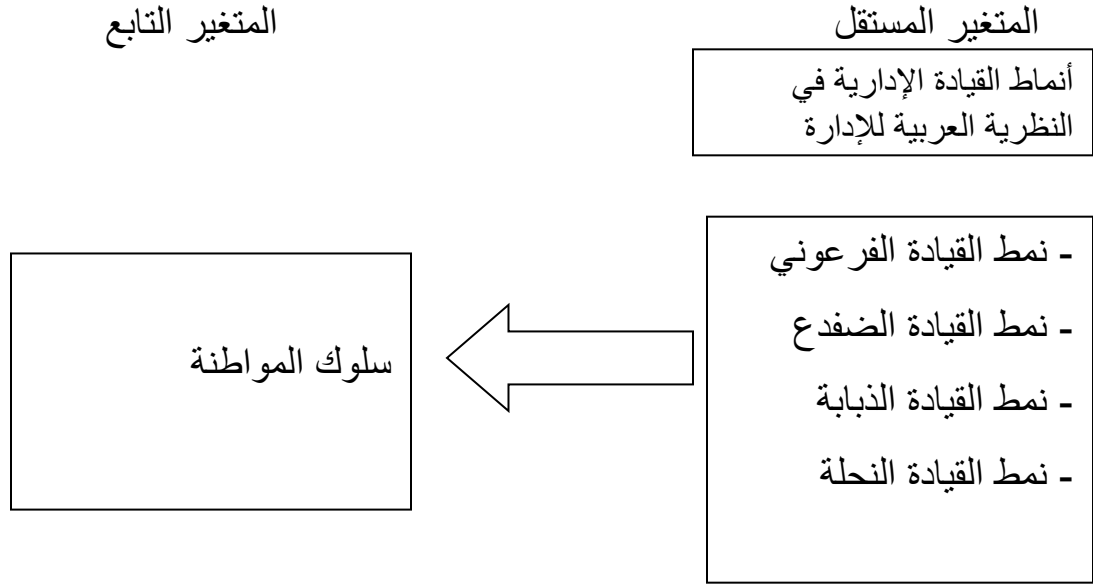 المتغير المستقل
المتغير التابع
أنماط القيادة الإدارية في
النظرية العربية للإدارة
- نمط القيادة الفرعوني
- نمط القيادة الضفدع
- نمط القيادة الذبابة
- نمط القيادة النحلة
سلوك المواطنة